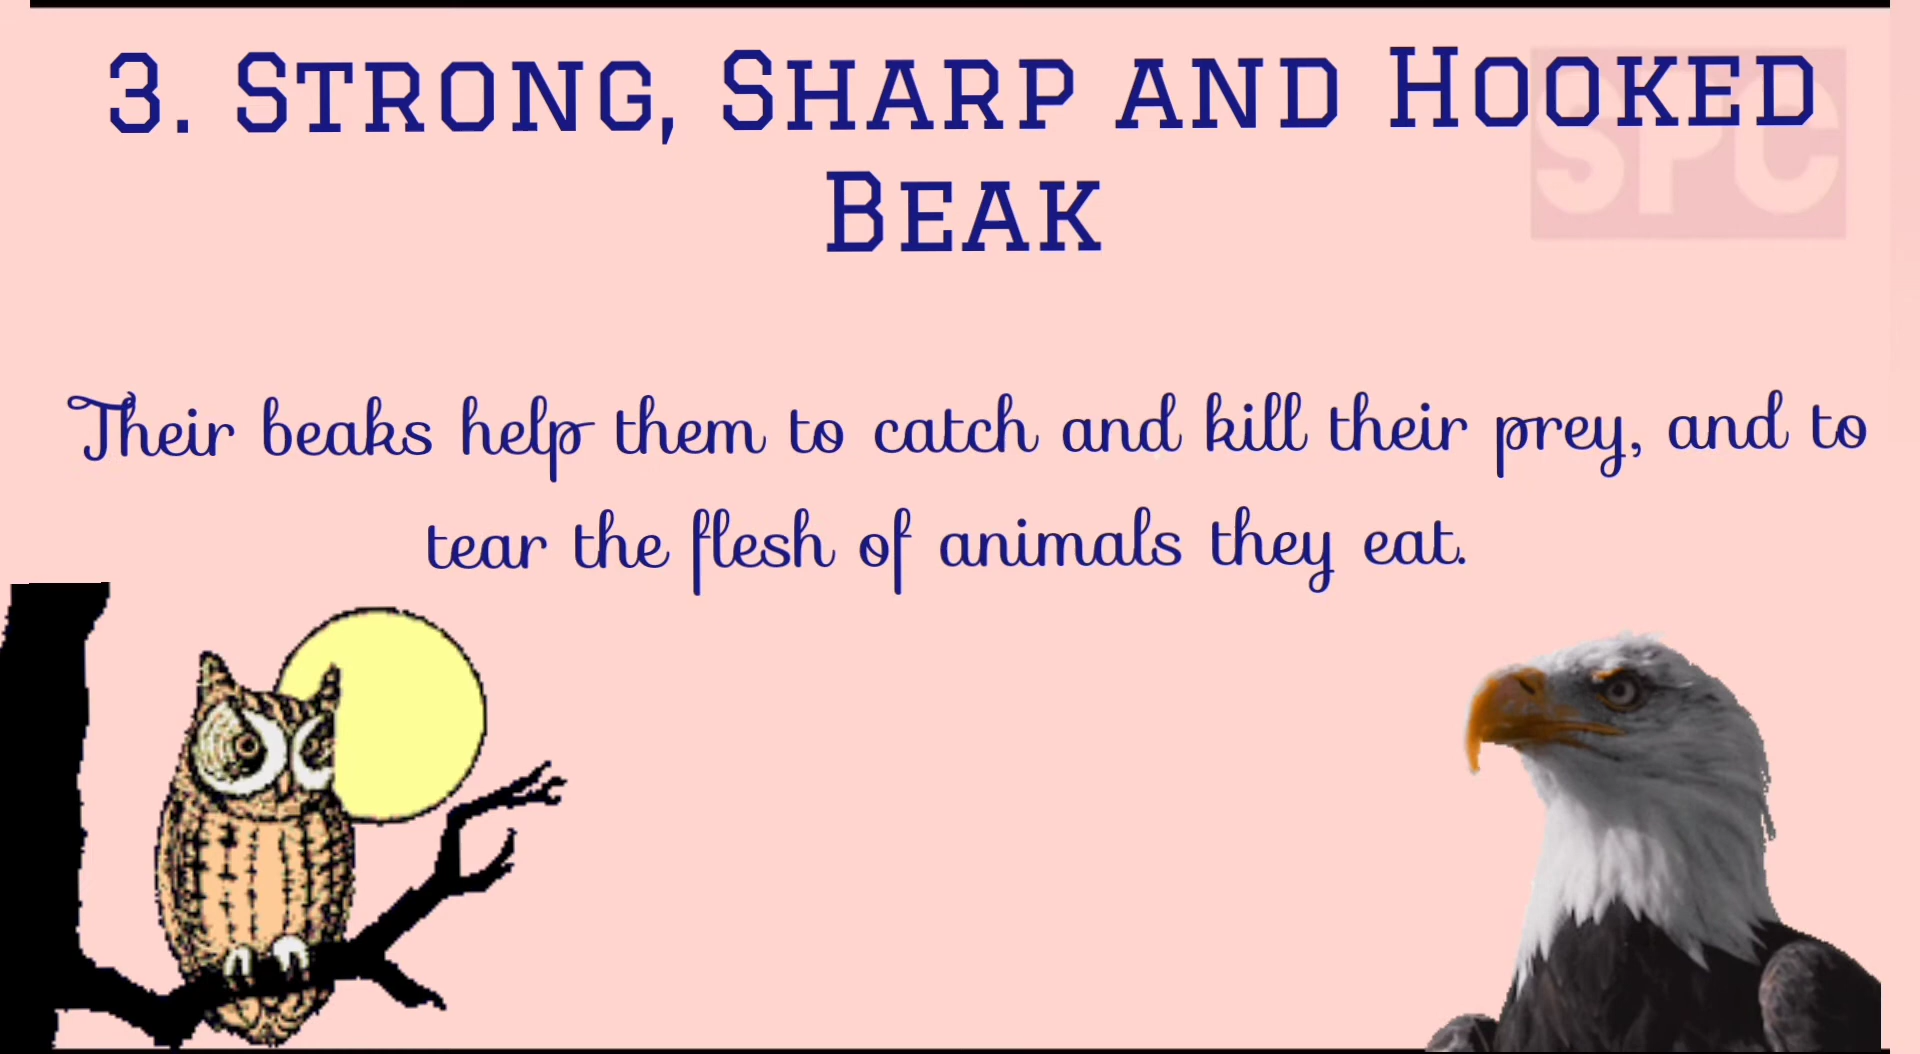 3. Strong, Sharp and Hooked
Beak
SPC
Their beaks help them to catch and kill their prey, and to
tear the flesh of animals they eat.